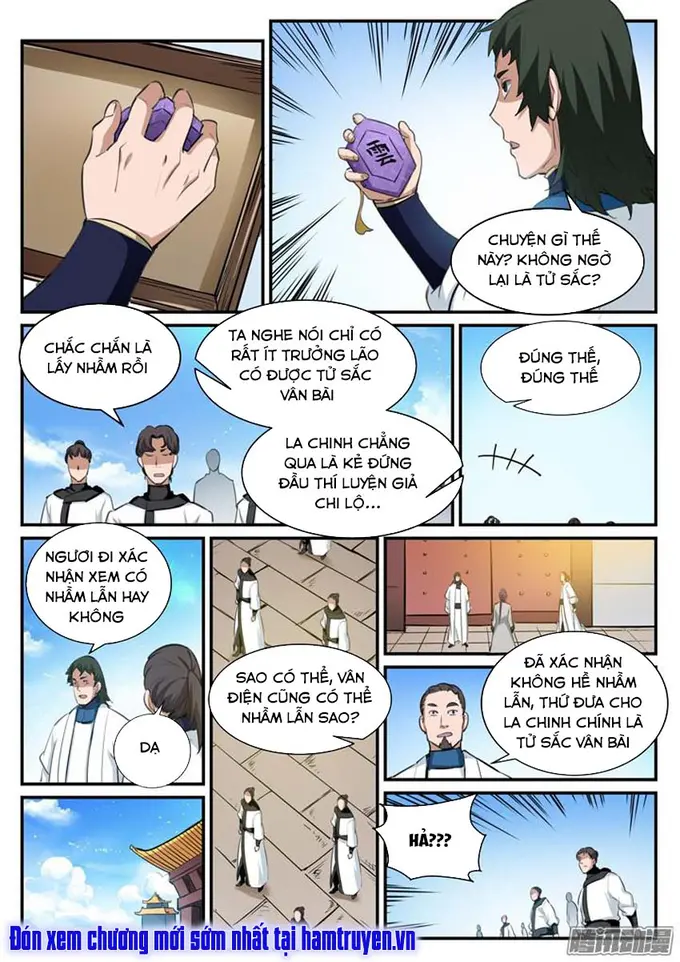 雲
CHUYỆN GÌ THẾ
NÀY? KHÔNG NGỜ
LẠI LÀ TỬ SẮC?
CHẮC CHẮN LÀ
LẤY NHẦM RỒI
TA NGHE NÓI CHỈ CÓ
RẤT ÍT TRƯỞNG LÃO
CÓ ĐƯỢC TỬ SẮC
VÂN BÀI
LA CHINH CHẲNG
QUA LÀ KẺ ĐỨNG
ĐẦU THÍ LUYỆN GIẢ
CHI LỘ...
ĐÚNG THẾ,
ĐÚNG THẾ
NGƯƠI ĐI XÁC
NHẬN XEM CÓ
NHẦM LẪN HAY
KHÔNG
DẠ
SAO CÓ THỂ, VÂN
ĐIỆN CŨNG CÓ THỂ
NHẦM LẪN SAO?
ĐÃ XÁC NHẬN
KHÔNG HỀ NHẦM
LẪN, THỨ ĐƯA CHO
LA CHINH CHÍNH LÀ
TỬ SẮC VÂN BÀI
HẢ???
Đón xem chương mới sớm nhất tại hamtruyen.vn
腾讯动漫